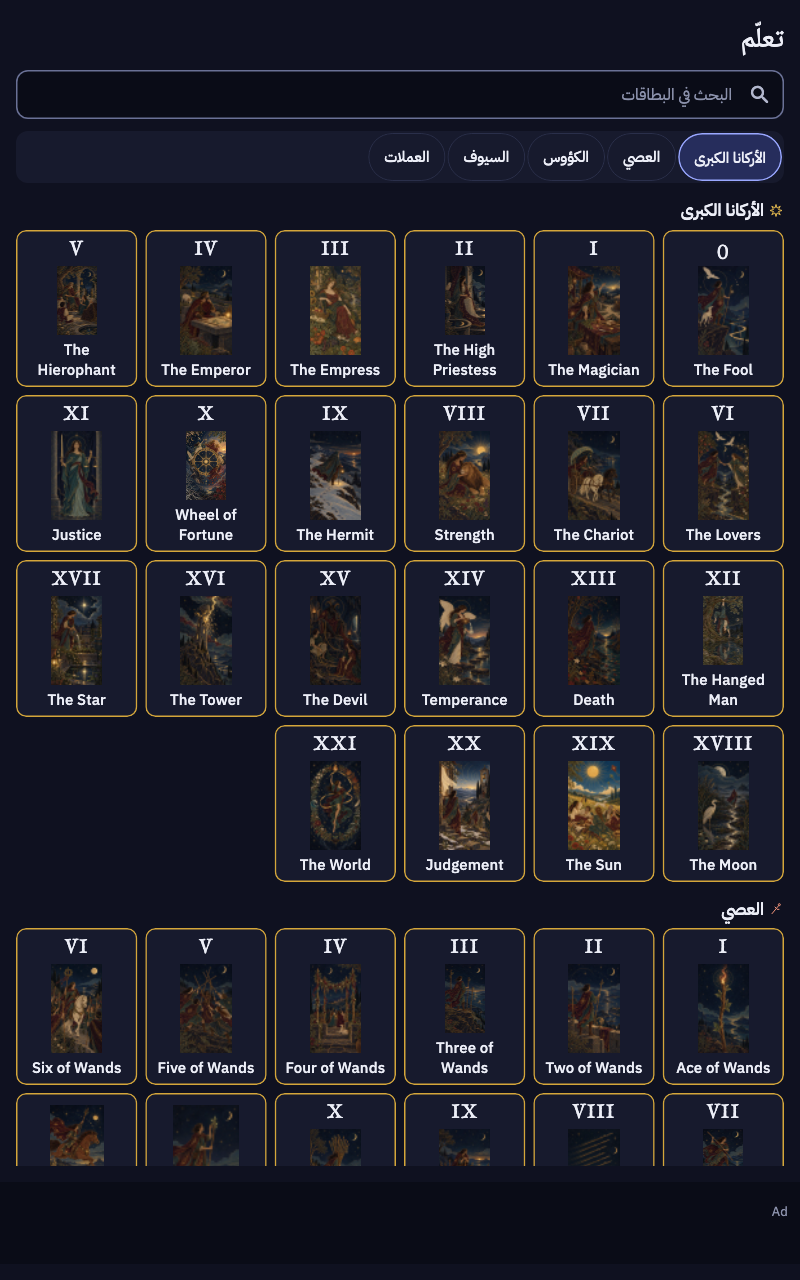 تعلّم
البحث في البطاقات
الأركانا الكبرى
العصي
الكؤوس
السيوف
العملات
الأركانا الكبرى
0
The Fool
I
The Magician
II
The High
Priestess
III
The Empress
IV
The Emperor
V
The
Hierophant
VI
The Lovers
VII
The Chariot
VIII
Strength
IX
The Hermit
X
Wheel of
Fortune
XI
Justice
XII
The Hanged
Man
XIII
Death
XIV
Temperance
XV
The Devil
XVI
The Tower
XVII
The Star
XVIII
The Moon
XIX
The Sun
XX
Judgement
XXI
The World
العصي
I
Ace of Wands
II
Two of Wands
III
Three of
Wands
IV
Four of Wands
V
Five of Wands
VI
Six of Wands
VII
VIII
IX
X
Ad